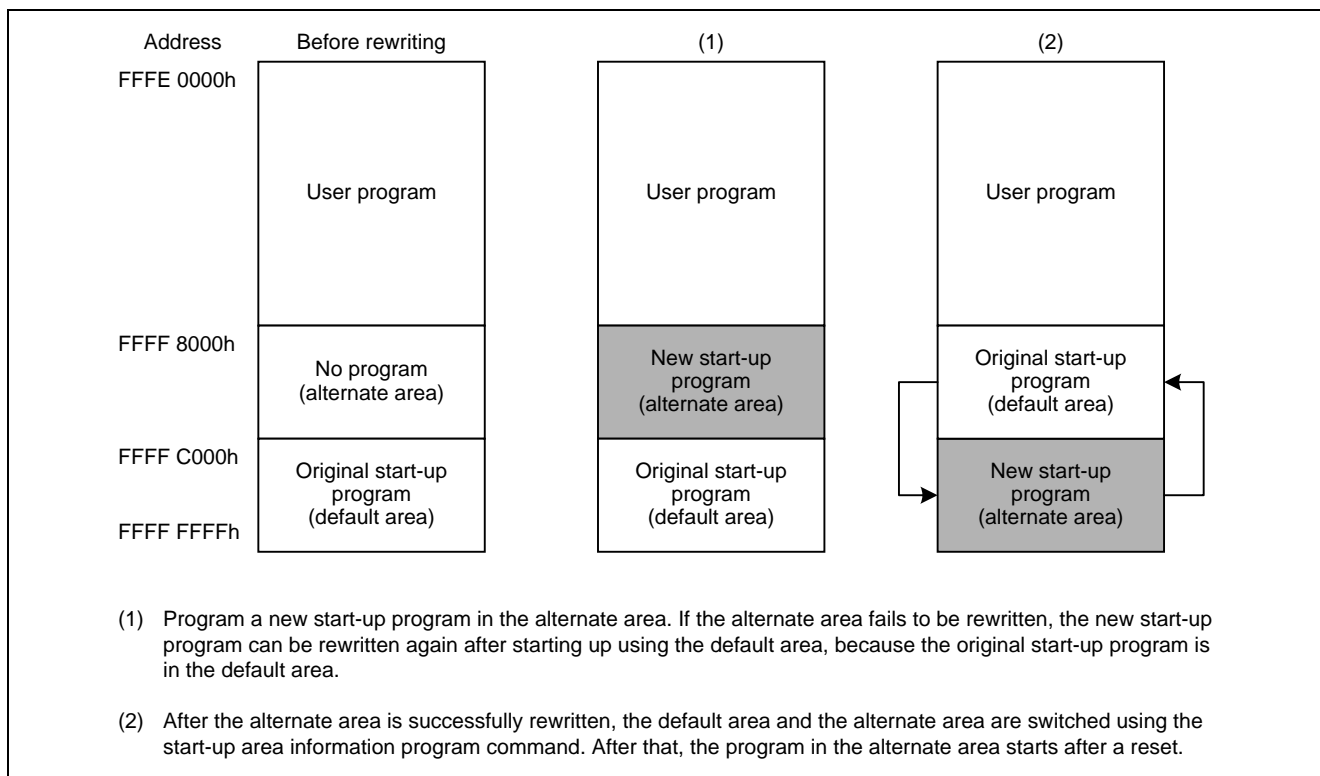 Address
Before rewriting
(1)
(2)
FFFE 0000h
User program
User program
User program
FFFF 8000h
No program
(alternate area)
New start-up
program
(alternate area)
Original start-up
program
(default area)
FFFF C000h
Original start-up
program
(default area)
Original start-up
program
(default area)
New start-up
program
(alternate area)
FFFF FFFFh
(1) Program a new start-up program in the alternate area. If the alternate area fails to be rewritten, the new start-up
program can be rewritten again after starting up using the default area, because the original start-up program is
in the default area.
(2) After the alternate area is successfully rewritten, the default area and the alternate area are switched using the
start-up area information program command. After that, the program in the alternate area starts after a reset.